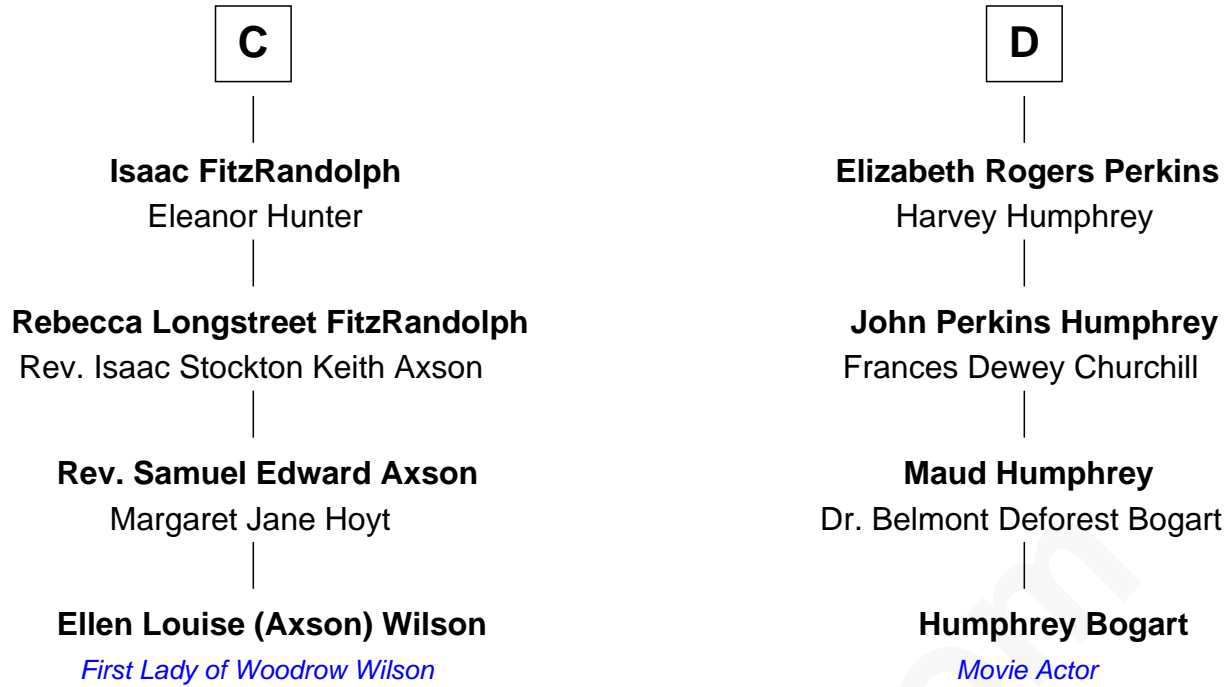 C
Isaac FitzRandolph
Eleanor Hunter
Rebecca Longstreet FitzRandolph
Rev. Isaac Stockton Keith Axson
Rev. Samuel Edward Axson
Margaret Jane Hoyt
Ellen Louise (Axson) Wilson
First Lady of Woodrow Wilson
D
Elizabeth Rogers Perkins
Harvey Humphrey
John Perkins Humphrey
Frances Dewey Churchill
Maud Humphrey
Dr. Belmont Deforest Bogart
Humphrey Bogart
Movie Actor